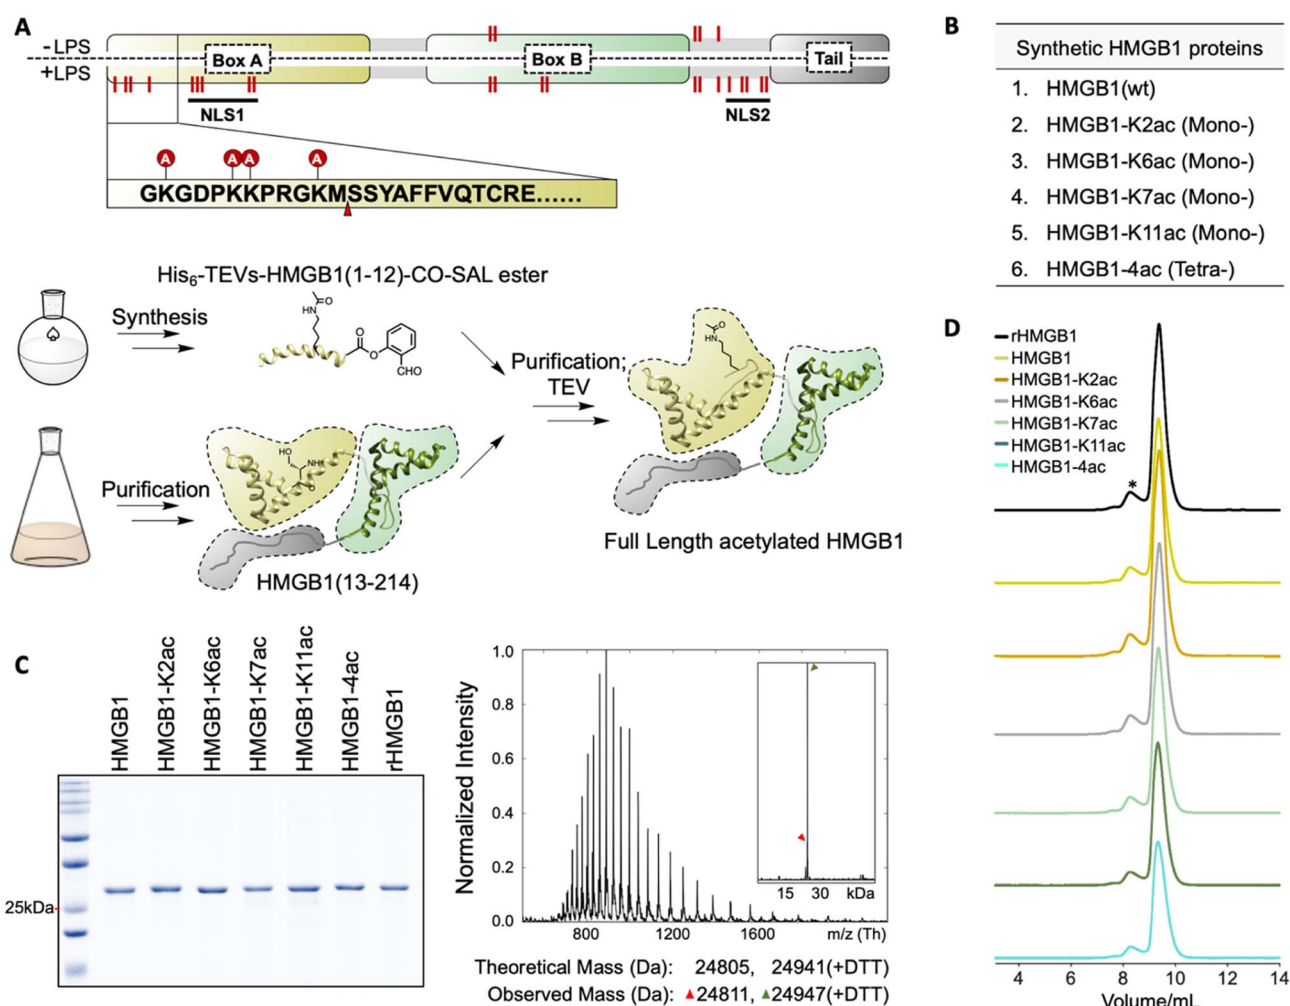 A
-LPS
+LPS
Box A
Box B
Tail
NLS1
NLS2
A A A A
GKGDPKKPRGKMSSYAFFVQTCRE......
His6-TEVs-HMGB1(1-12)-CO-SAL ester
Synthesis
HN
O
O
O
CHO
Purification;
TEV
HN
O
Purification
HO
NH
O
HMGB1(13-214)
Full Length acetylated HMGB1
B
Synthetic HMGB1 proteins
1. HMGB1(wt)
2. HMGB1-K2ac (Mono-)
3. HMGB1-K6ac (Mono-)
4. HMGB1-K7ac (Mono-)
5. HMGB1-K11ac (Mono-)
6. HMGB1-4ac (Tetra-)
C
HMGB1
HMGB1-K2ac
HMGB1-K6ac
HMGB1-K7ac
HMGB1-K11ac
HMGB1-4ac
rHMGB1
25kDa
Normalized Intensity
1.0
0.8
0.6
0.4
0.2
0.0
15 30 kDa
800 1200 1600 m/z (Th)
Theoretical Mass (Da): 24805, 24941(+DTT)
Observed Mass (Da): ▲24811, ▲24947(+DTT)
D
rHMGB1
HMGB1
HMGB1-K2ac
HMGB1-K6ac
HMGB1-K7ac
HMGB1-K11ac
HMGB1-4ac
*
4 6 8 10 12 14
Volume/mL